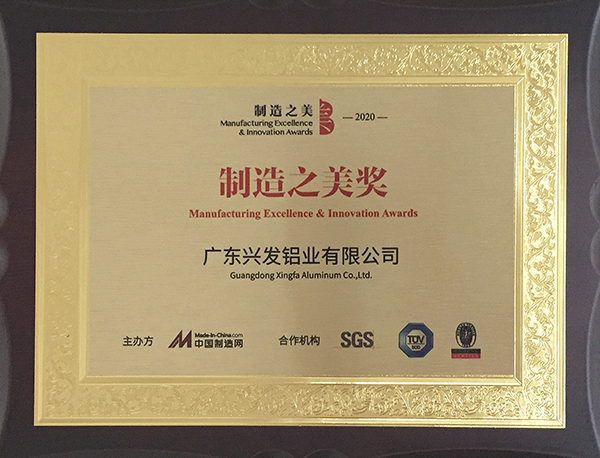 制造之美
Manufacturing Excellence
& Innovation Awards
— 2020 —
制造之美奖
Manufacturing Excellence & Innovation Awards
广东兴发铝业有限公司
Guangdong Xingfa Aluminum Co.,Ltd.
主办方
Made-in-China.com
中国制造网
合作机构
SGS
TÜV